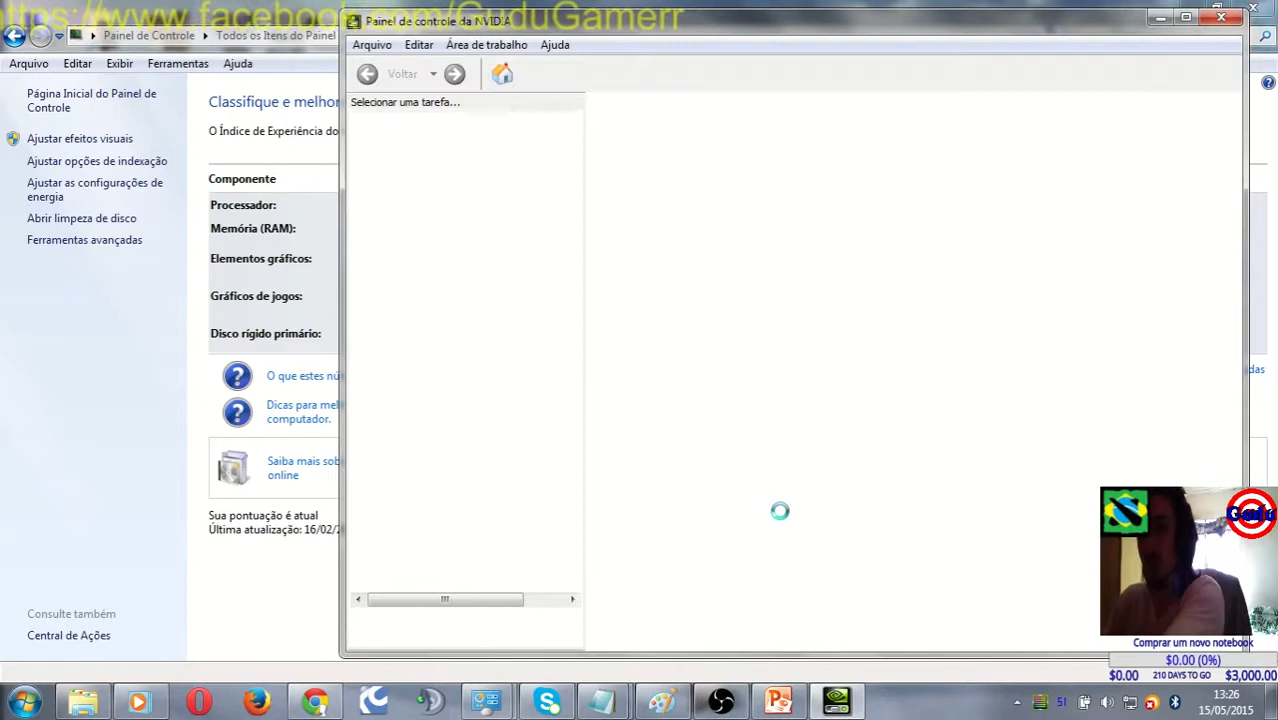 https://www.facebook.com/GuduGamerr
Painel de controle da NVIDIA
Painel de Controle
Todos os Itens do Painel
Arquivo Editar Exibir Ferramentas Ajuda
Arquivo Editar Área de trabalho Ajuda
Voltar
Selecionar uma tarefa...
Página Inicial do Painel de
Controle
Ajustar efeitos visuais
Ajustar opções de indexação
Ajustar as configurações de
energia
Abrir limpeza de disco
Ferramentas avançadas
Consulte também
Central de Ações
Classifique e melhor
O Índice de Experiência do
Componente
Processador:
Memória (RAM):
Elementos gráficos:
Gráficos de jogos:
Disco rígido primário:
O que estes nú
Dicas para mel
computador.
Saiba mais sob
online
Sua pontuação é atual
Última atualização: 16/02/2
das
Gudu
Comprar um novo notebook
$0.00 (0%)
$0.00 210 DAYS TO GO $3,000.00
51
13:26
15/05/2015